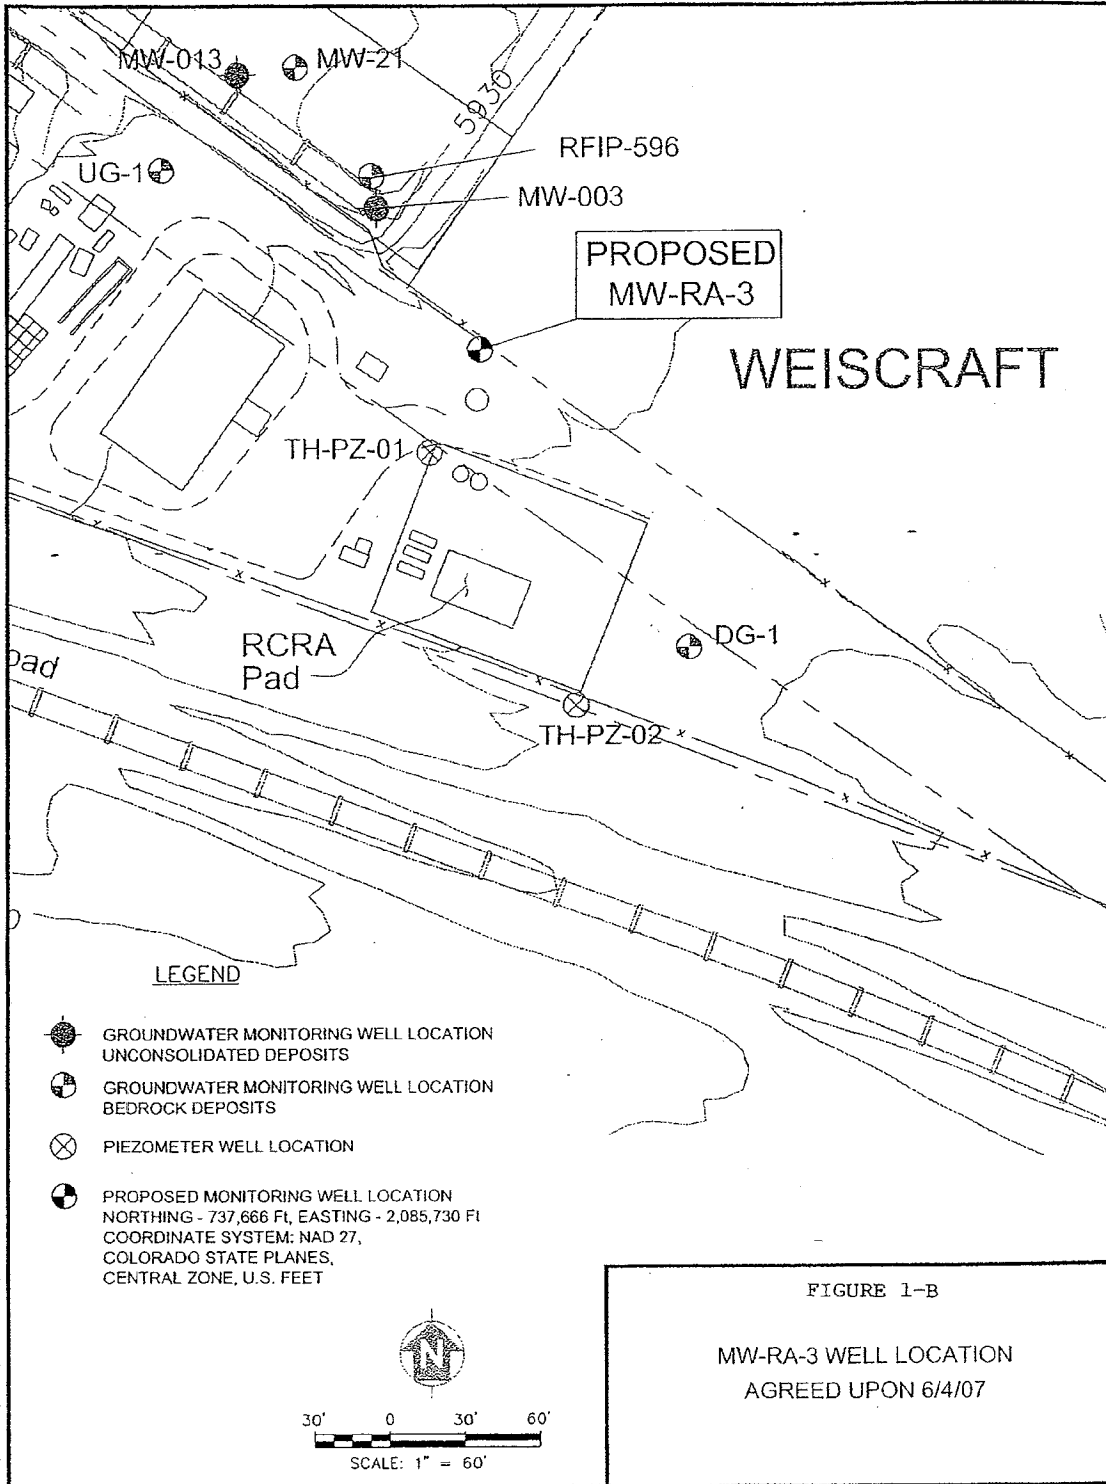 MW-013
MW-21
5930
RFIP-596
UG-1
MW-003
PROPOSED
MW-RA-3
WEISCRAFT
TH-PZ-01
DG-1
RCRA
Pad
pad
TH-PZ-02
LEGEND
GROUNDWATER MONITORING WELL LOCATION
UNCONSOLIDATED DEPOSITS
GROUNDWATER MONITORING WELL LOCATION
BEDROCK DEPOSITS
PIEZOMETER WELL LOCATION
PROPOSED MONITORING WELL LOCATION
NORTHING - 737,666 Ft, EASTING - 2,085,730 Ft
COORDINATE SYSTEM: NAD 27,
COLORADO STATE PLANES,
CENTRAL ZONE, U.S. FEET
N
30' 0 30' 60'
SCALE: 1" = 60'
FIGURE 1-B
MW-RA-3 WELL LOCATION
AGREED UPON 6/4/07